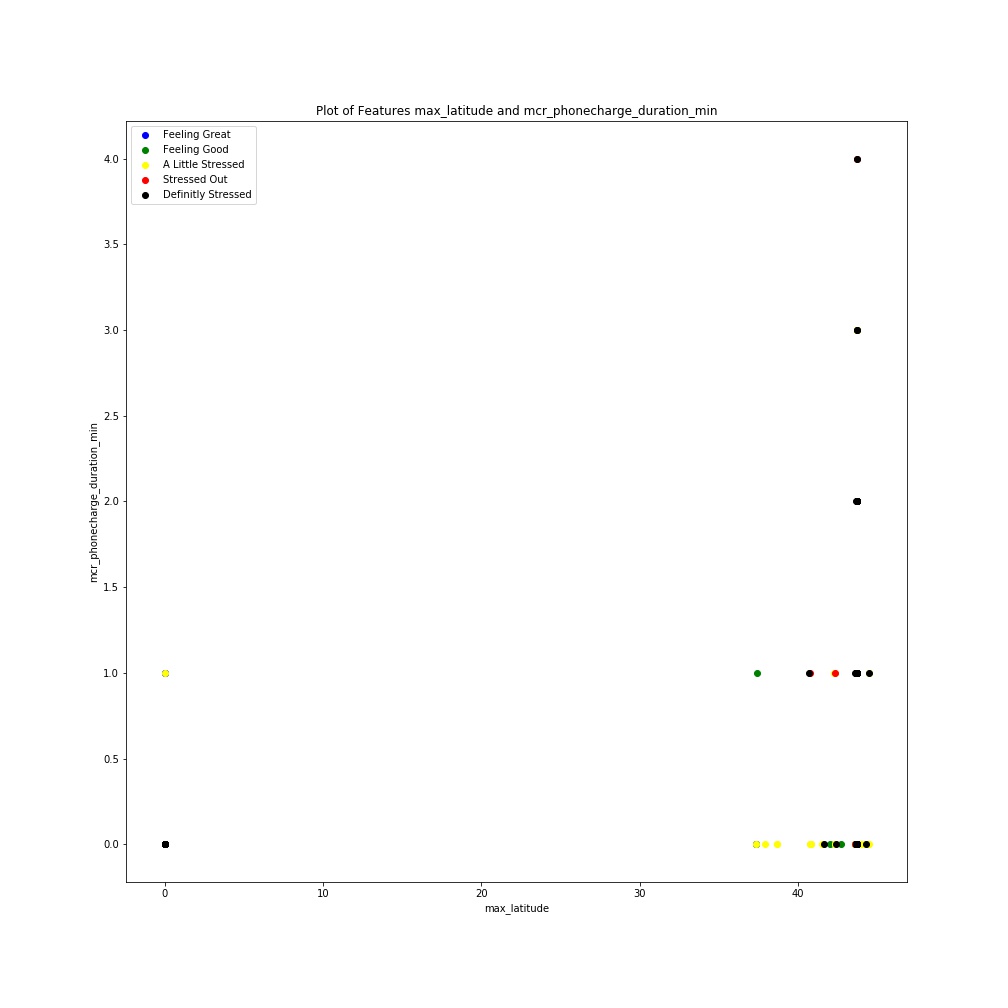 Plot of Features max_latitude and mcr_phonecharge_duration_min
Feeling Great
Feeling Good
A Little Stressed
Stressed Out
Definitly Stressed
mcr_phonecharge_duration_min
4.0
3.5
3.0
2.5
2.0
1.5
1.0
0.5
0.0
0 10 20 30 40
max_latitude